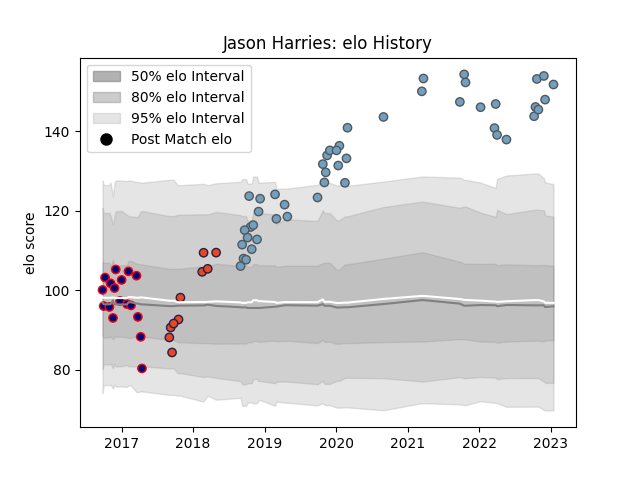 Jason Harries: elo History
50% elo Interval
80% elo Interval
95% elo Interval
Post Match elo
elo score
140
120
100
80
2017 2018 2019 2020 2021 2022 2023